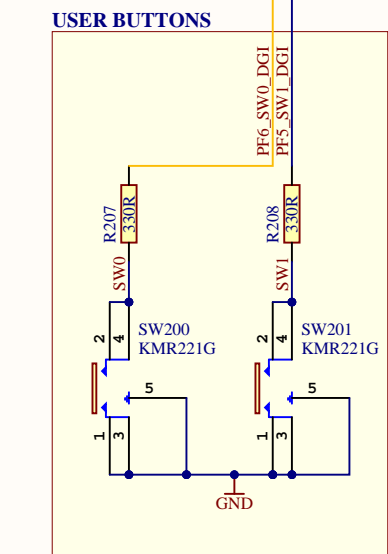 USER BUTTONS
PF6_SW0_DGI
PF5_SW1_DGI
R207
330R
R208
330R
SW0
SW1
2
4
SW200
KMR221G
5
1
3
2
4
SW201
KMR221G
5
1
3
GND